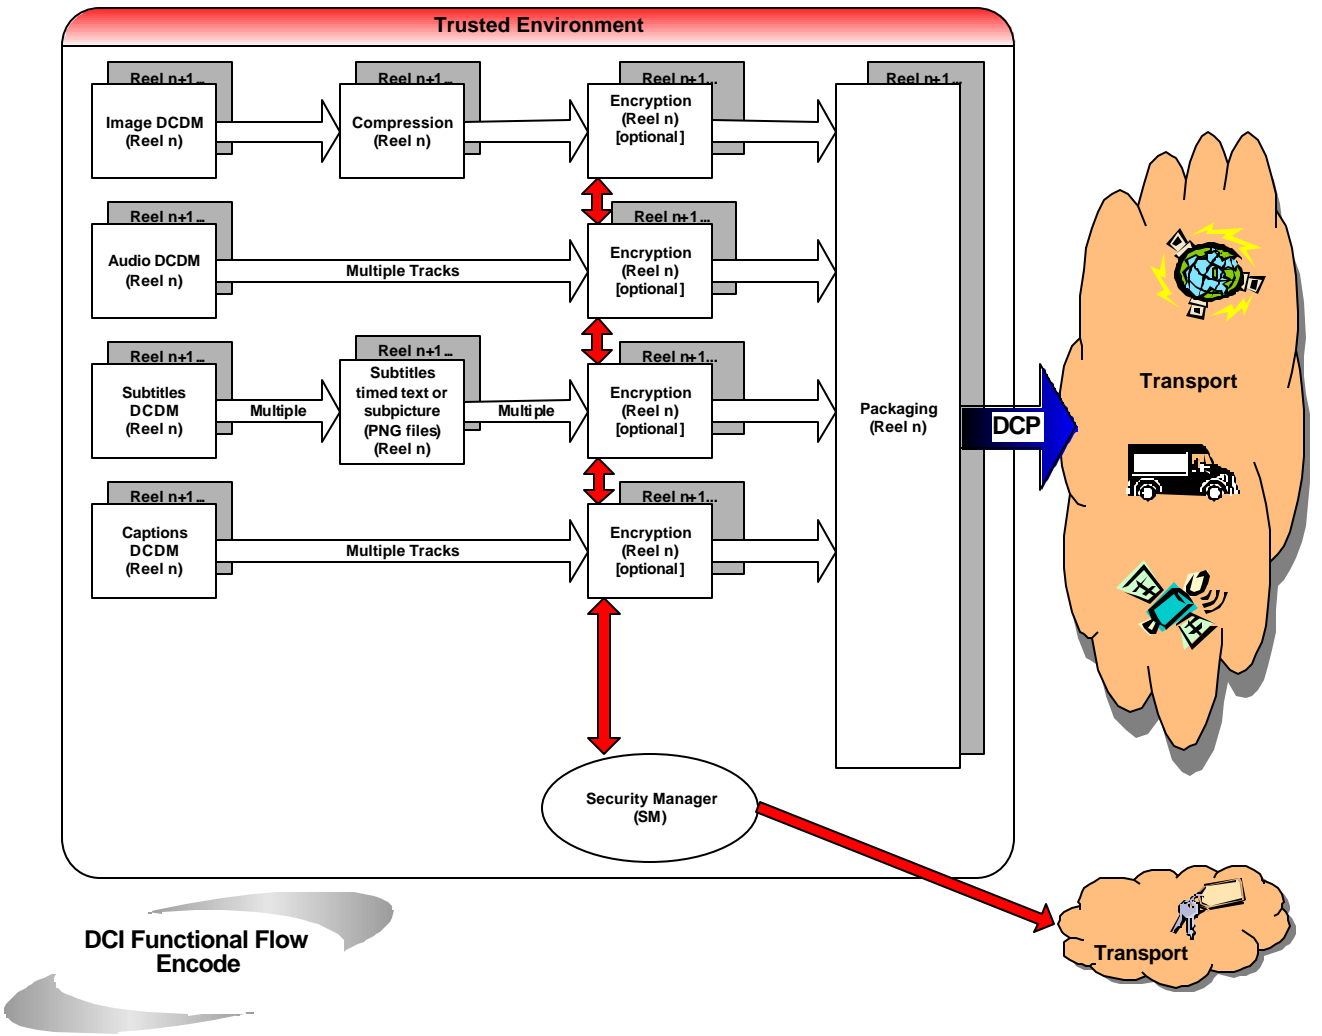 Trusted Environment
Reel n+1...
Reel n+1...
Reel n+1...
Reel n+1...
Image DCDM
(Reel n)
Compression
(Reel n)
Encryption
(Reel n)
[optional]
Reel n+1...
Reel n+1...
Audio DCDM
(Reel n)
Multiple Tracks
Encryption
(Reel n)
[optional]
Reel n+1...
Reel n+1...
Reel n+1...
Subtitles
DCDM
(Reel n)
Multiple
Subtitles
timed text or
subpicture
(PNG files)
(Reel n)
Multiple
Encryption
(Reel n)
[optional]
Packaging
(Reel n)
DCP
Transport
Reel n+1...
Reel n+1...
Captions
DCDM
(Reel n)
Multiple Tracks
Encryption
(Reel n)
[optional]
Security Manager
(SM)
Transport
DCI Functional Flow
Encode